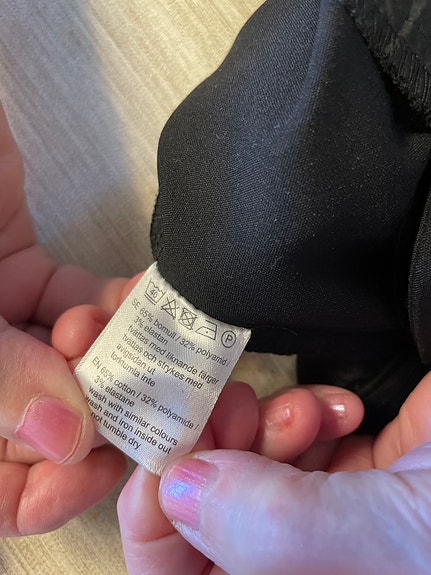 40 P
SE 65% bomull / 32% polyamid
3% elastan
tvättas med liknande färger
tvättas och strykes med
avigsidan ut
torktumla inte
EN 65% cotton / 32% polyamide /
3% elastane
wash with similar colours
wash and iron inside out
not tumble dry